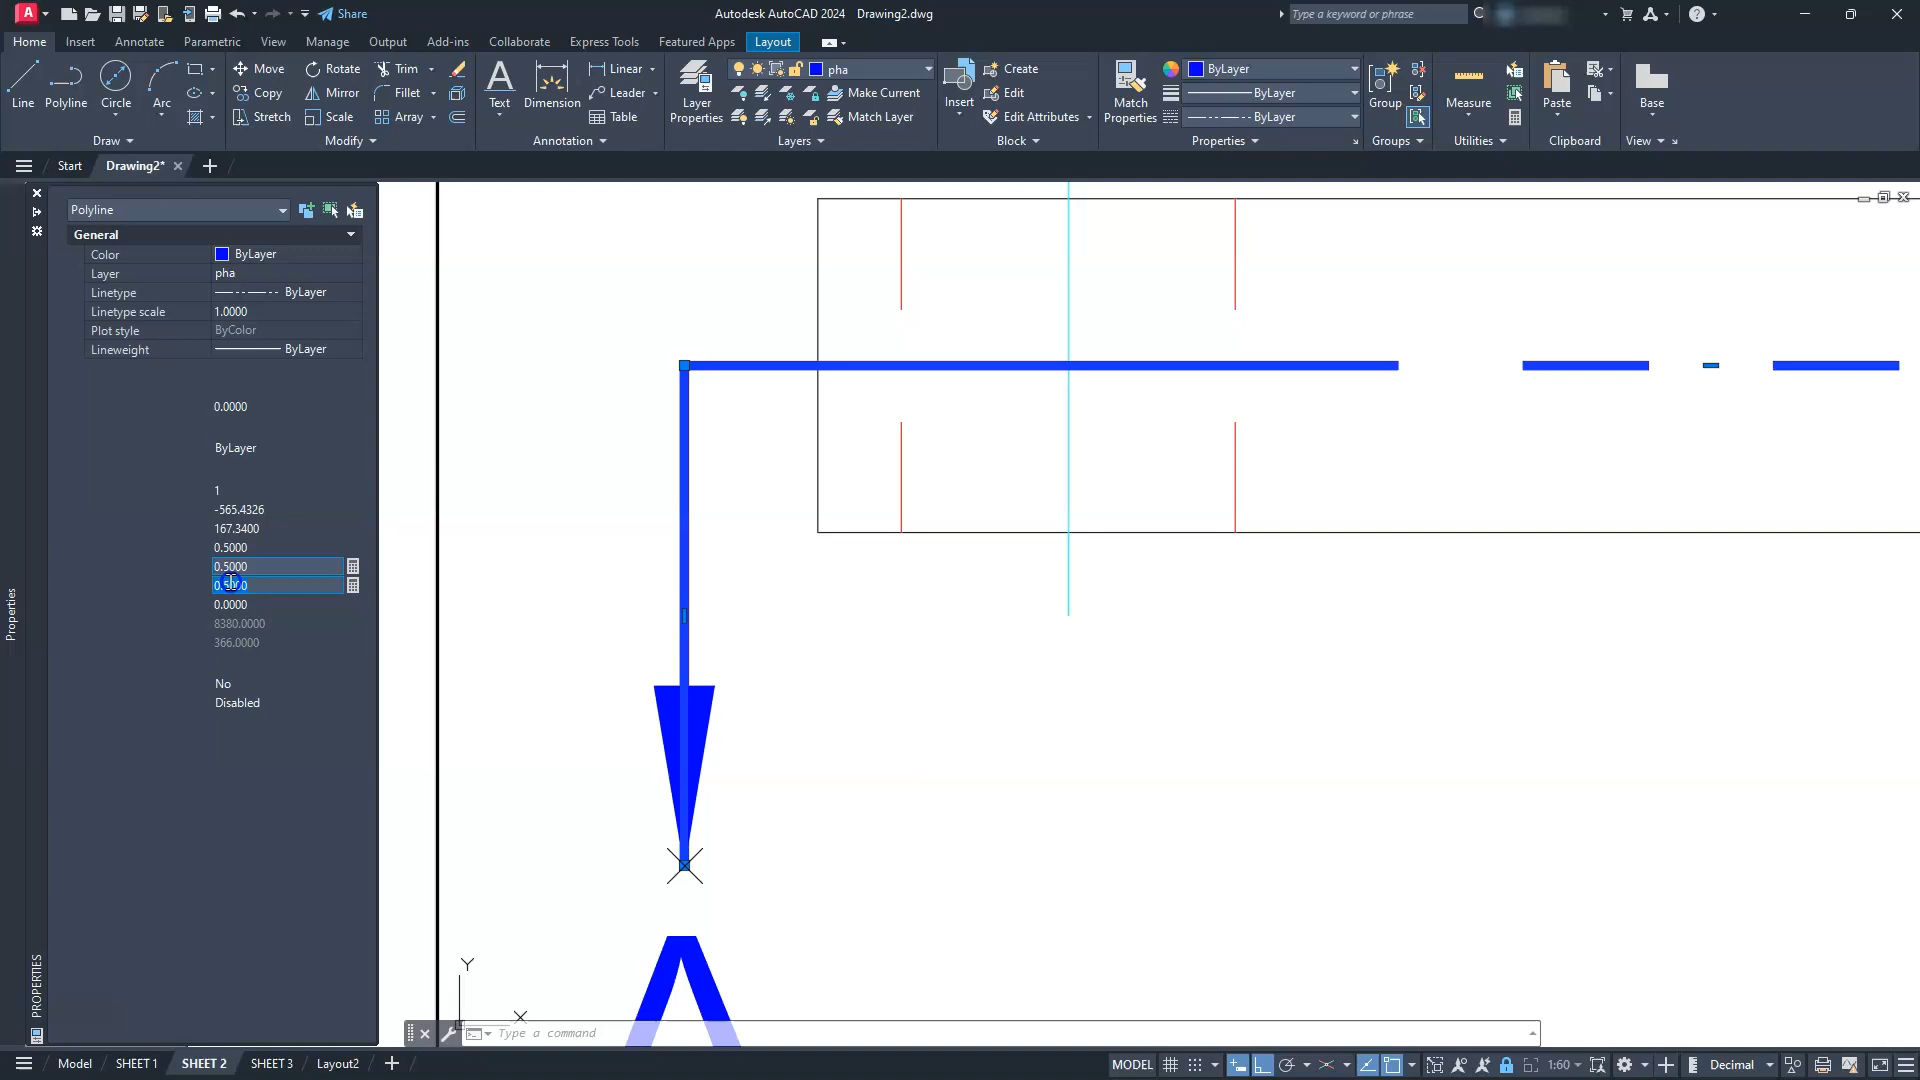 A
Share
Autodesk AutoCAD 2024 Drawing2.dwg
Type a keyword or phrase
Home Insert Annotate Parametric View Manage Output Add-ins Collaborate Express Tools Featured Apps Layout
Line Polyline Circle Arc
Move Rotate Trim
Copy Mirror Fillet
Stretch Scale Array
Text Dimension
Linear
Leader
Table
Layer Properties
pha
Make Current
Match Layer
Insert
Create
Edit
Edit Attributes
Match Properties
ByLayer
ByLayer
ByLayer
Group
Measure
Paste
Base
Draw Modify Annotation Layers Block Properties Groups Utilities Clipboard View
Start Drawing2* 
Polyline
General
Color ByLayer
Layer pha
Linetype ByLayer
Linetype scale 1.0000
Plot style ByColor
Lineweight ByLayer
0.0000
ByLayer
1
-565.4326
167.3400
0.5000
0.5000
0.5000
0.0000
8380.0000
366.0000
No
Disabled
Properties
PROPERTIES
Y
X
A
Type a command
Model SHEET 1 SHEET 2 SHEET 3 Layout2
MODEL 1:60 Decimal